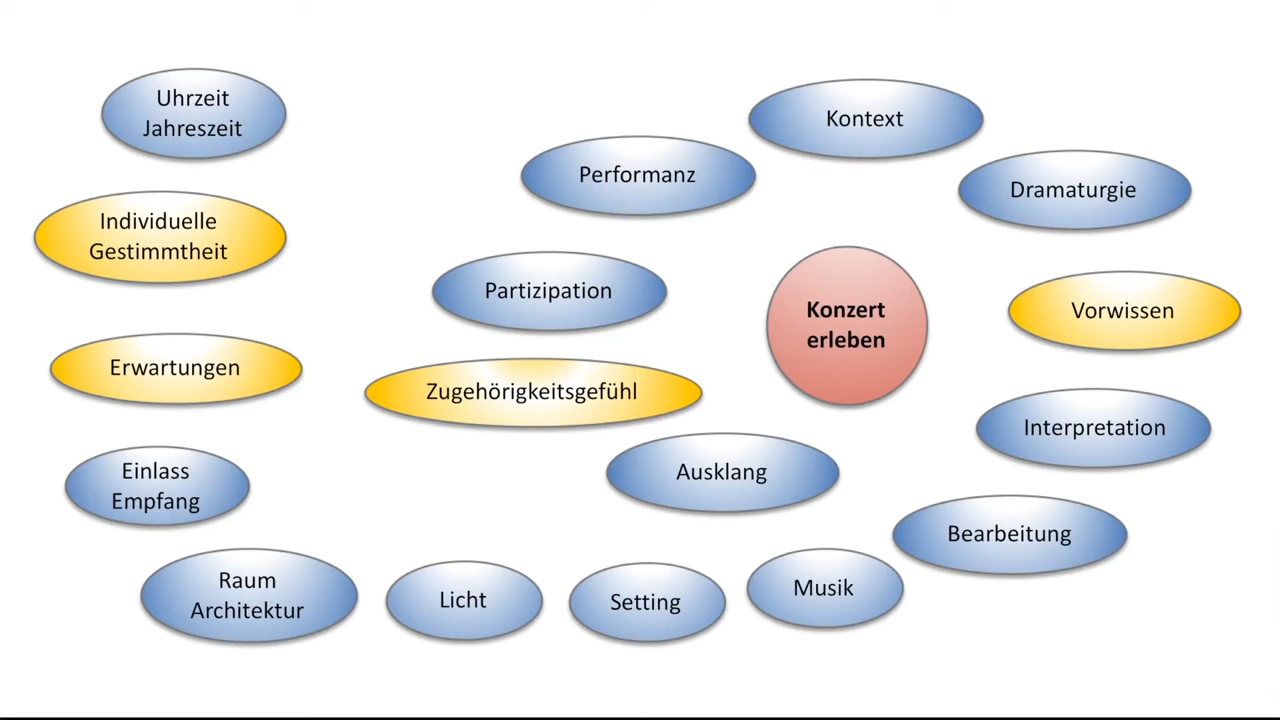 Uhrzeit
Jahreszeit
Individuelle
Gestimmtheit
Erwartungen
Einlass
Empfang
Raum
Architektur
Licht
Setting
Musik
Bearbeitung
Interpretation
Vorwissen
Dramaturgie
Kontext
Performanz
Partizipation
Zugehörigkeitsgefühl
Ausklang
Konzert
erleben